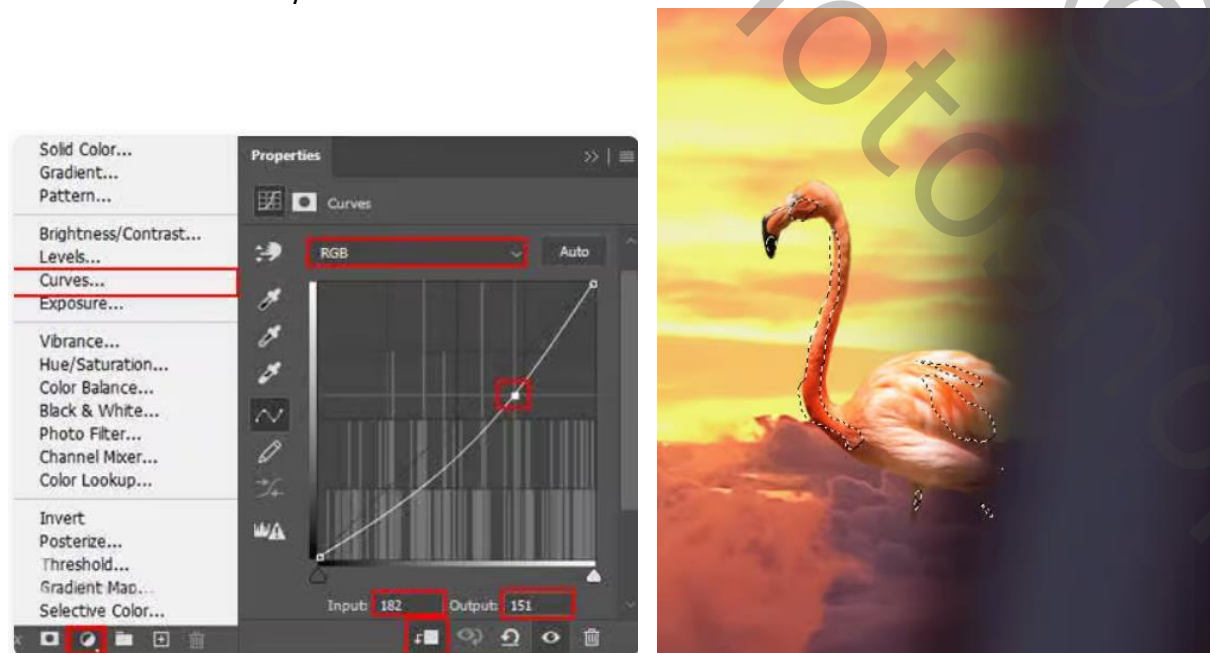 Solid Color...
Gradient...
Pattern...
Brightness/Contrast...
Levels...
Curves...
Exposure...
Vibrance...
Hue/Saturation...
Color Balance...
Black & White...
Photo Filter...
Channel Mixer...
Color Lookup...
Invert
Posterize...
Threshold...
Gradient Map...
Selective Color...
Properties
Curves
RGB
Auto
Input: 182
Output: 151